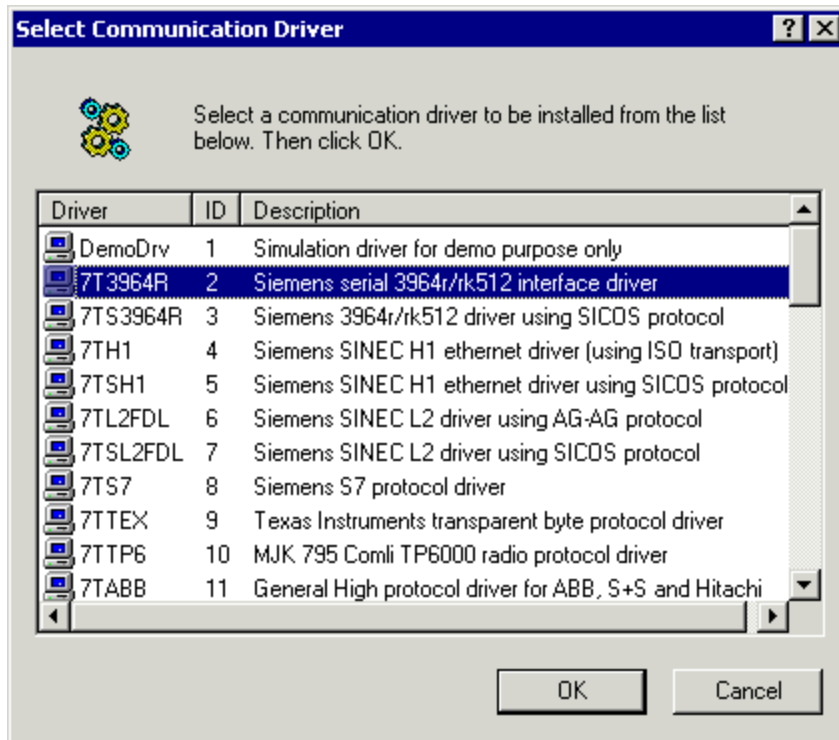 Select Communication Driver
Select a communication driver to be installed from the list
below. Then click OK.
Driver ID Description
DemoDrv 1 Simulation driver for demo purpose only
7T3964R 2 Siemens serial 3964r/rk512 interface driver
7TS3964R 3 Siemens 3964r/rk512 driver using SICOS protocol
7TH1 4 Siemens SINEC H1 ethernet driver (using ISO transport)
7TSH1 5 Siemens SINEC H1 ethernet driver using SICOS protocol
7TL2FDL 6 Siemens SINEC L2 driver using AG-AG protocol
7TSL2FDL 7 Siemens SINEC L2 driver using SICOS protocol
7TS7 8 Siemens S7 protocol driver
7TTEX 9 Texas Instruments transparent byte protocol driver
7TTP6 10 MJK 795 Comli TP6000 radio protocol driver
7TABB 11 General High protocol driver for ABB, S+S and Hitachi
OK Cancel